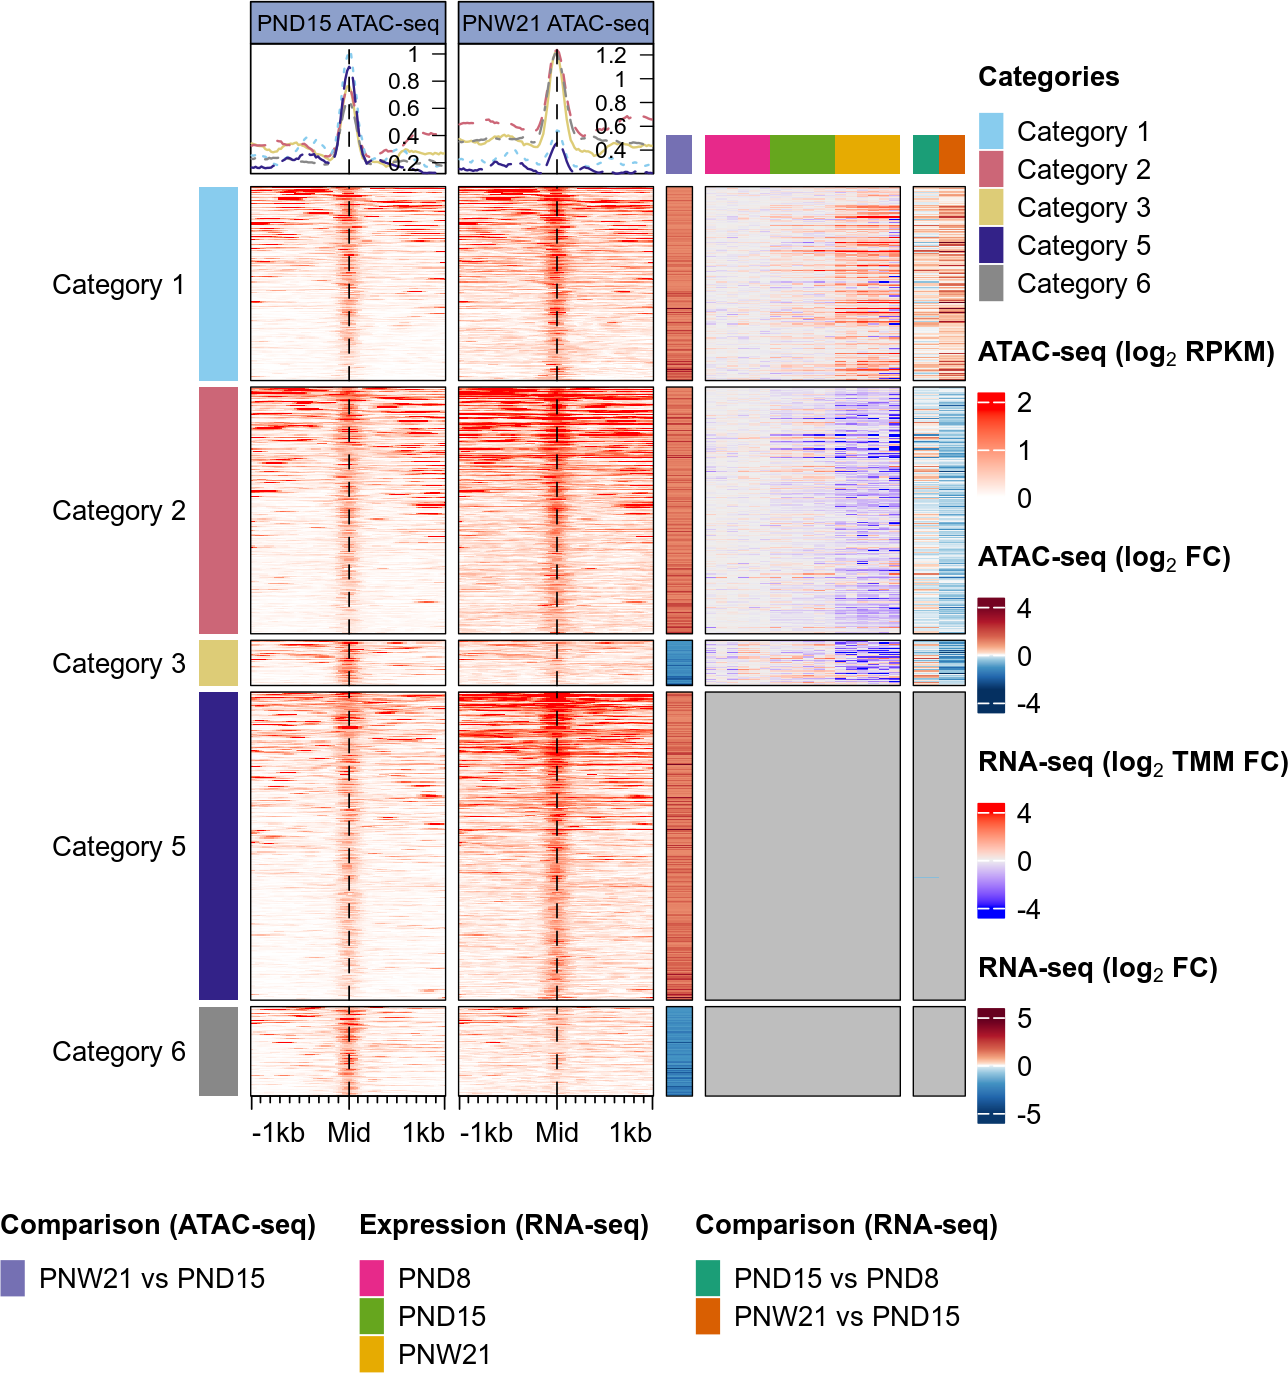 PND15 ATAC-seq
PNW21 ATAC-seq
1
0.8
0.6
0.4
0.2
1.2
1
0.8
0.6
0.4
Category 1
Category 2
Category 3
Category 5
Category 6
-1kb Mid 1kb
-1kb Mid 1kb
Categories
Category 1
Category 2
Category 3
Category 5
Category 6
ATAC-seq (log2 RPKM)
2
1
0
ATAC-seq (log2 FC)
4
0
-4
RNA-seq (log2 TMM FC)
4
0
-4
RNA-seq (log2 FC)
5
0
-5
Comparison (ATAC-seq)
PNW21 vs PND15
Expression (RNA-seq)
PND8
PND15
PNW21
Comparison (RNA-seq)
PND15 vs PND8
PNW21 vs PND15